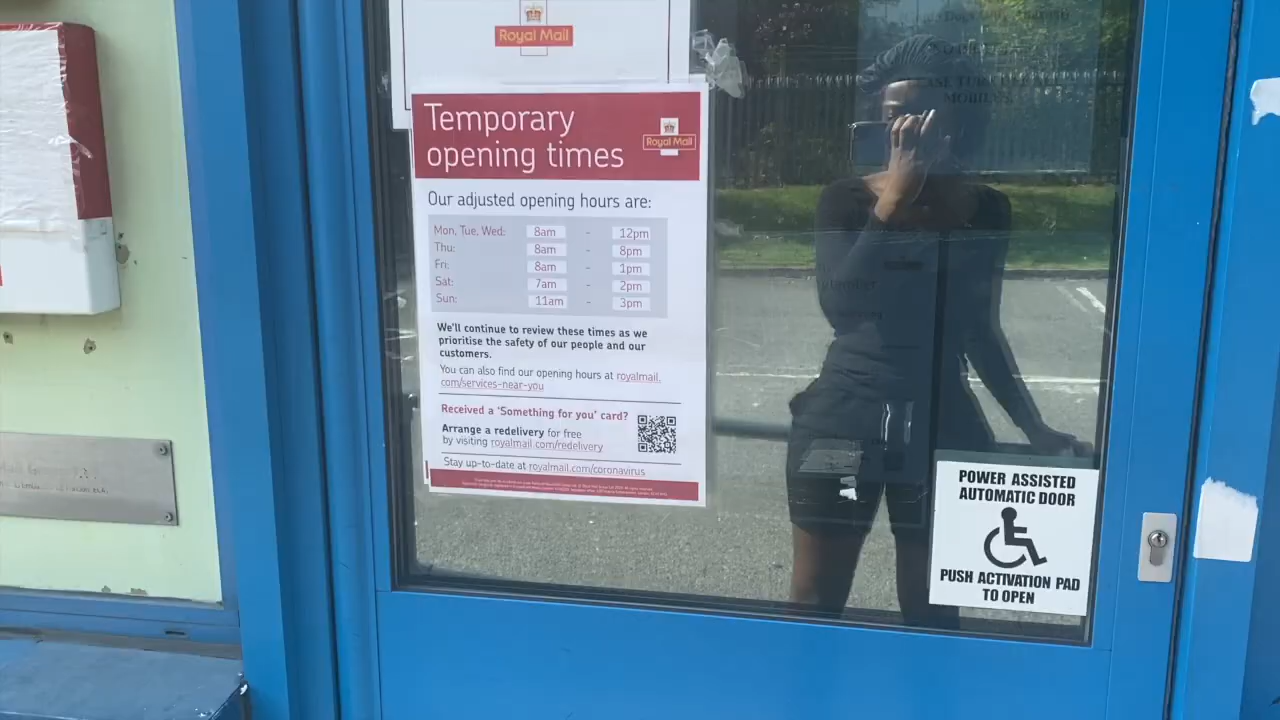 Royal Mail
Temporary
opening times
Royal Mail
Our adjusted opening hours are:
Mon, Tue, Wed: 8am - 12pm
Thu: 8am - 8pm
Fri: 8am - 1pm
Sat: 7am - 2pm
Sun: 11am - 3pm
We'll continue to review these times as we
prioritise the safety of our people and our
customers.
You can also find our opening hours at royalmail.
com/services-near-you
Received a 'Something for you' card?
Arrange a redelivery for free
by visiting royalmail.com/redelivery
Stay up-to-date at royalmail.com/coronavirus
MOBILES
POWER ASSISTED
AUTOMATIC DOOR
PUSH ACTIVATION PAD
TO OPEN